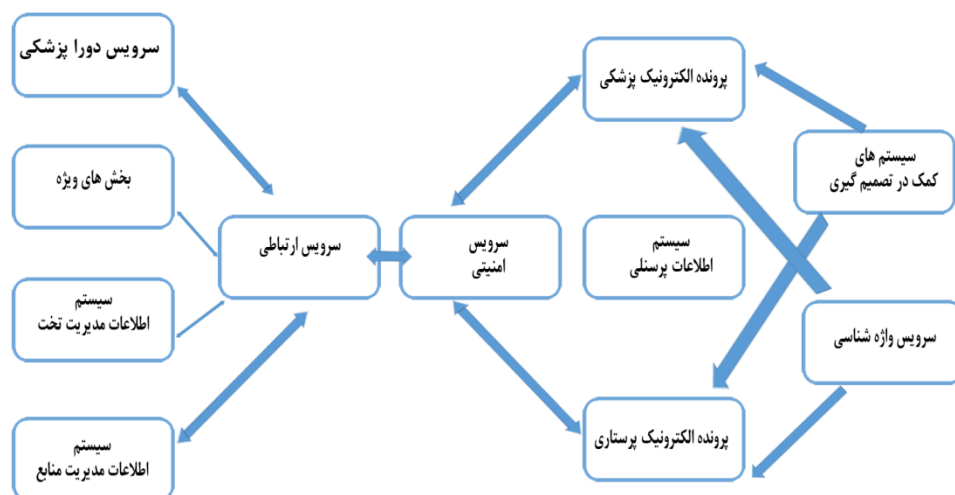 سرویس دورا پزشکی
پرونده الکترونیک پزشکی
بخش های ویژه
سیستم های
کمک در تصمیم گیری
سرویس ارتباطی
سرویس
امنیتی
سیستم
اطلاعات پرسنلی
سیستم
اطلاعات مدیریت تخت
سرویس واژه شناسی
سیستم
اطلاعات مدیریت منابع
پرونده الکترونیک پرستاری